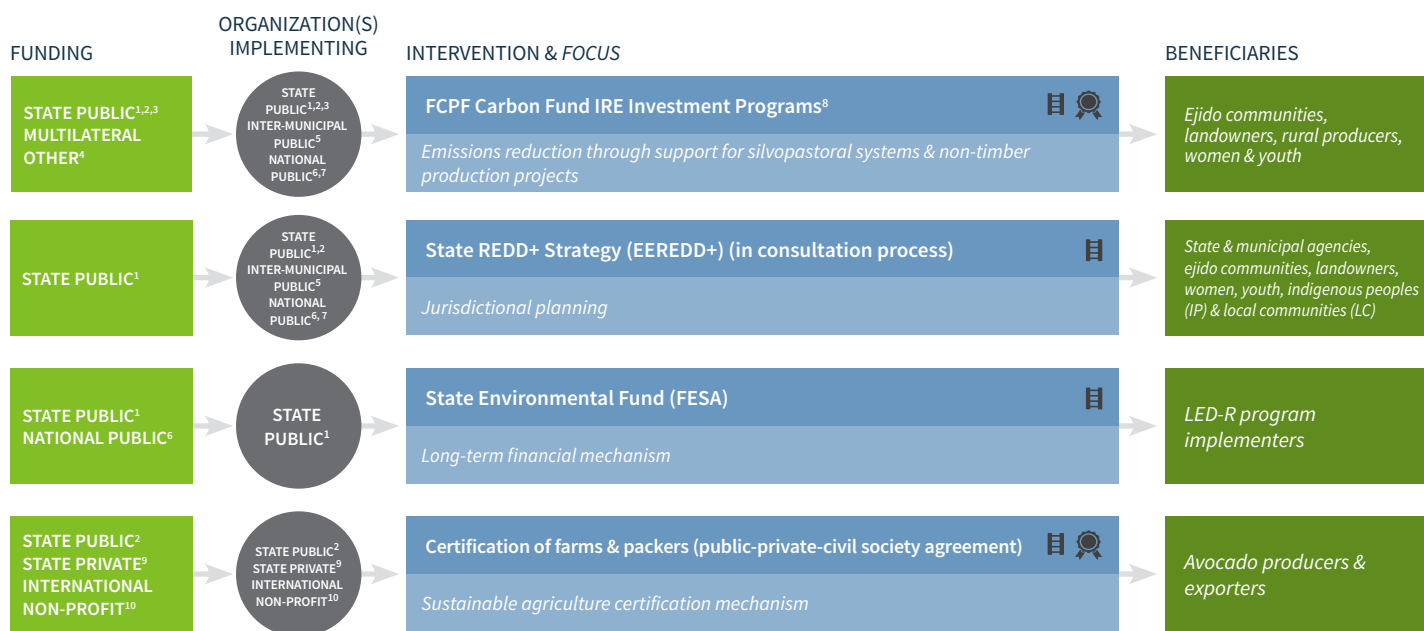 FUNDING
ORGANIZATION(S)
IMPLEMENTING
INTERVENTION & FOCUS
BENEFICIARIES
STATE PUBLIC1,2,3
MULTILATERAL
OTHER4
STATE
PUBLIC1,2,3
INTER-MUNICIPAL
PUBLIC5
NATIONAL
PUBLIC6,7
FCPF Carbon Fund IRE Investment Programs8
Emissions reduction through support for silvopastoral systems & non-timber
production projects
Ejido communities,
landowners, rural producers,
women & youth
STATE PUBLIC1
STATE
PUBLIC1,2
INTER-MUNICIPAL
PUBLIC5
NATIONAL
PUBLIC6, 7
State REDD+ Strategy (EEREDD+) (in consultation process)
Jurisdictional planning
State & municipal agencies,
ejido communities, landowners,
women, youth, indigenous peoples
(IP) & local communities (LC)
STATE PUBLIC1
NATIONAL PUBLIC6
STATE
PUBLIC1
State Environmental Fund (FESA)
Long-term financial mechanism
LED-R program
implementers
STATE PUBLIC2
STATE PRIVATE9
INTERNATIONAL
NON-PROFIT10
STATE PUBLIC2
STATE PRIVATE9
INTERNATIONAL
NON-PROFIT10
Certification of farms & packers (public-private-civil society agreement)
Sustainable agriculture certification mechanism
Avocado producers &
exporters